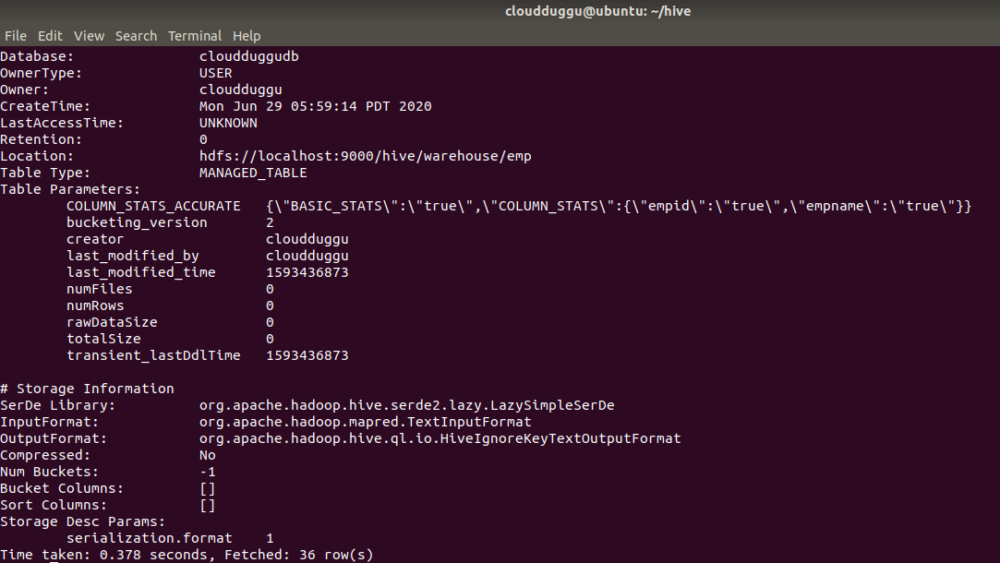 cloudduggu@ubuntu: ~/hive
File Edit View Search Terminal Help
Database: cloudduggudb
OwnerType: USER
Owner: cloudduggu
CreateTime: Mon Jun 29 05:59:14 PDT 2020
LastAccessTime: UNKNOWN
Retention: 0
Location: hdfs://localhost:9000/hive/warehouse/emp
Table Type: MANAGED_TABLE
Table Parameters:
COLUMN_STATS_ACCURATE {\"BASIC_STATS\":\"true\",\"COLUMN_STATS\":{\"empid\":\"true\",\"empname\":\"true\"}}
bucketing_version 2
creator cloudduggu
last_modified_by cloudduggu
last_modified_time 1593436873
numFiles 0
numRows 0
rawDataSize 0
totalSize 0
transient_lastDdlTime 1593436873
# Storage Information
SerDe Library: org.apache.hadoop.hive.serde2.lazy.LazySimpleSerDe
InputFormat: org.apache.hadoop.mapred.TextInputFormat
OutputFormat: org.apache.hadoop.hive.ql.io.HiveIgnoreKeyTextOutputFormat
Compressed: No
Num Buckets: -1
Bucket Columns: []
Sort Columns: []
Storage Desc Params:
serialization.format 1
Time taken: 0.378 seconds, Fetched: 36 row(s)